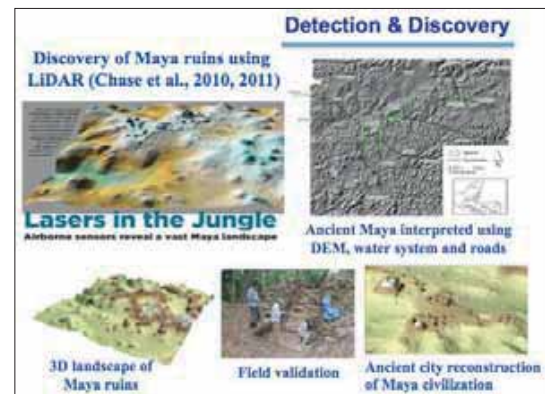 Detection & Discovery
Discovery of Maya ruins using
LiDAR (Chase et al., 2010, 2011)
Lasers in the Jungle
Airborne sensors reveal a vast Maya landscape
Ancient Maya interpreted using
DEM, water system and roads
3D landscape of
Maya ruins
Field validation
Ancient city reconstruction
of Maya civilization